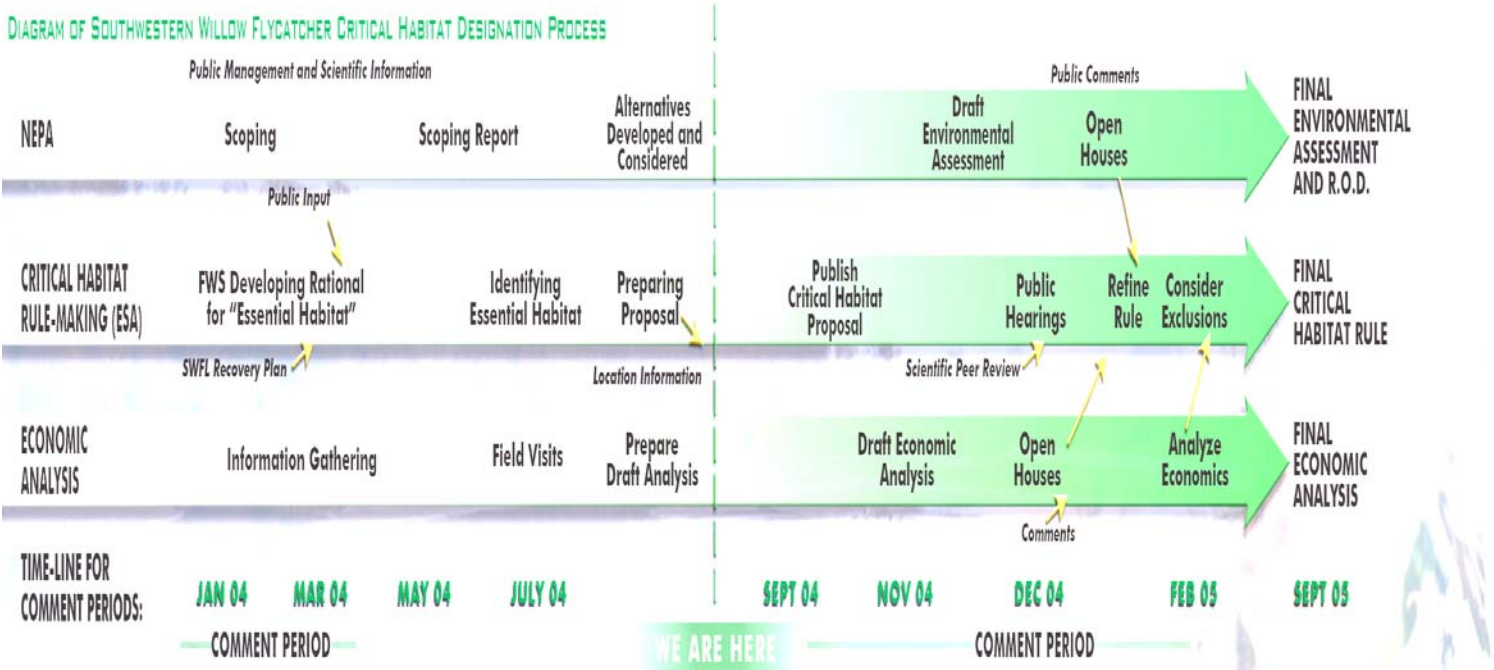 DIAGRAM OF SOUTHWESTERN WILLOW FLYCATCHER CRITICAL HABITAT DESIGNATION PROCESS
Public Management and Scientific Information
Public Comments
NEPA
Scoping
Scoping Report
Alternatives
Developed and
Considered
Draft
Environmental
Assessment
Open
Houses
FINAL
ENVIRONMENTAL
ASSESSMENT
AND R.O.D.
Public Input
CRITICAL HABITAT
RULE-MAKING (ESA)
FWS Developing Rational
for "Essential Habitat"
Identifying
Essential Habitat
Preparing
Proposal
Publish
Critical Habitat
Proposal
Public
Hearings
Refine
Rule
Consider
Exclusions
FINAL
CRITICAL
HABITAT RULE
SWFL Recovery Plan
Location Information
Scientific Peer Review
ECONOMIC
ANALYSIS
Information Gathering
Field Visits
Prepare
Draft Analysis
Draft Economic
Analysis
Open
Houses
Analyze
Economics
FINAL
ECONOMIC
ANALYSIS
Comments
TIME-LINE FOR
COMMENT PERIODS:
JAN 04
MAR 04
MAY 04
JULY 04
SEPT 04
NOV 04
DEC 04
FEB 05
SEPT 05
COMMENT PERIOD
WE ARE HERE
COMMENT PERIOD